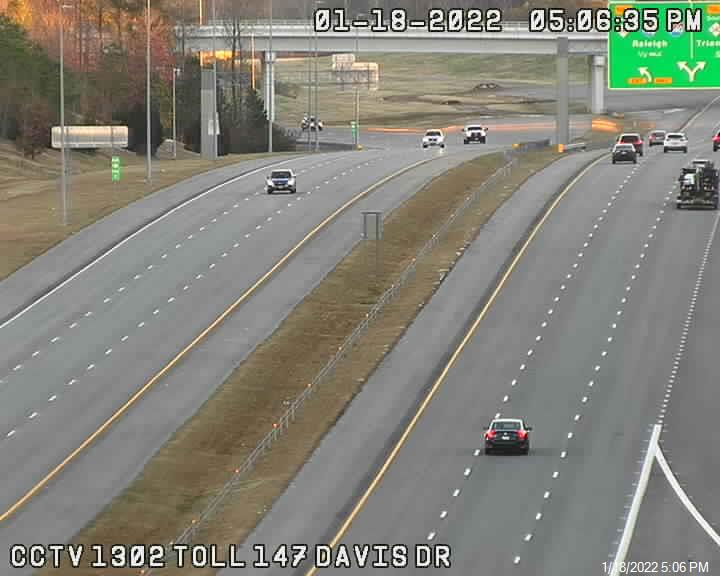 01-18-2022 05:06:35 PM
Raleigh
CCTV 1302 TOLL 147 DAVIS DR
1/18/2022 5:06 PM